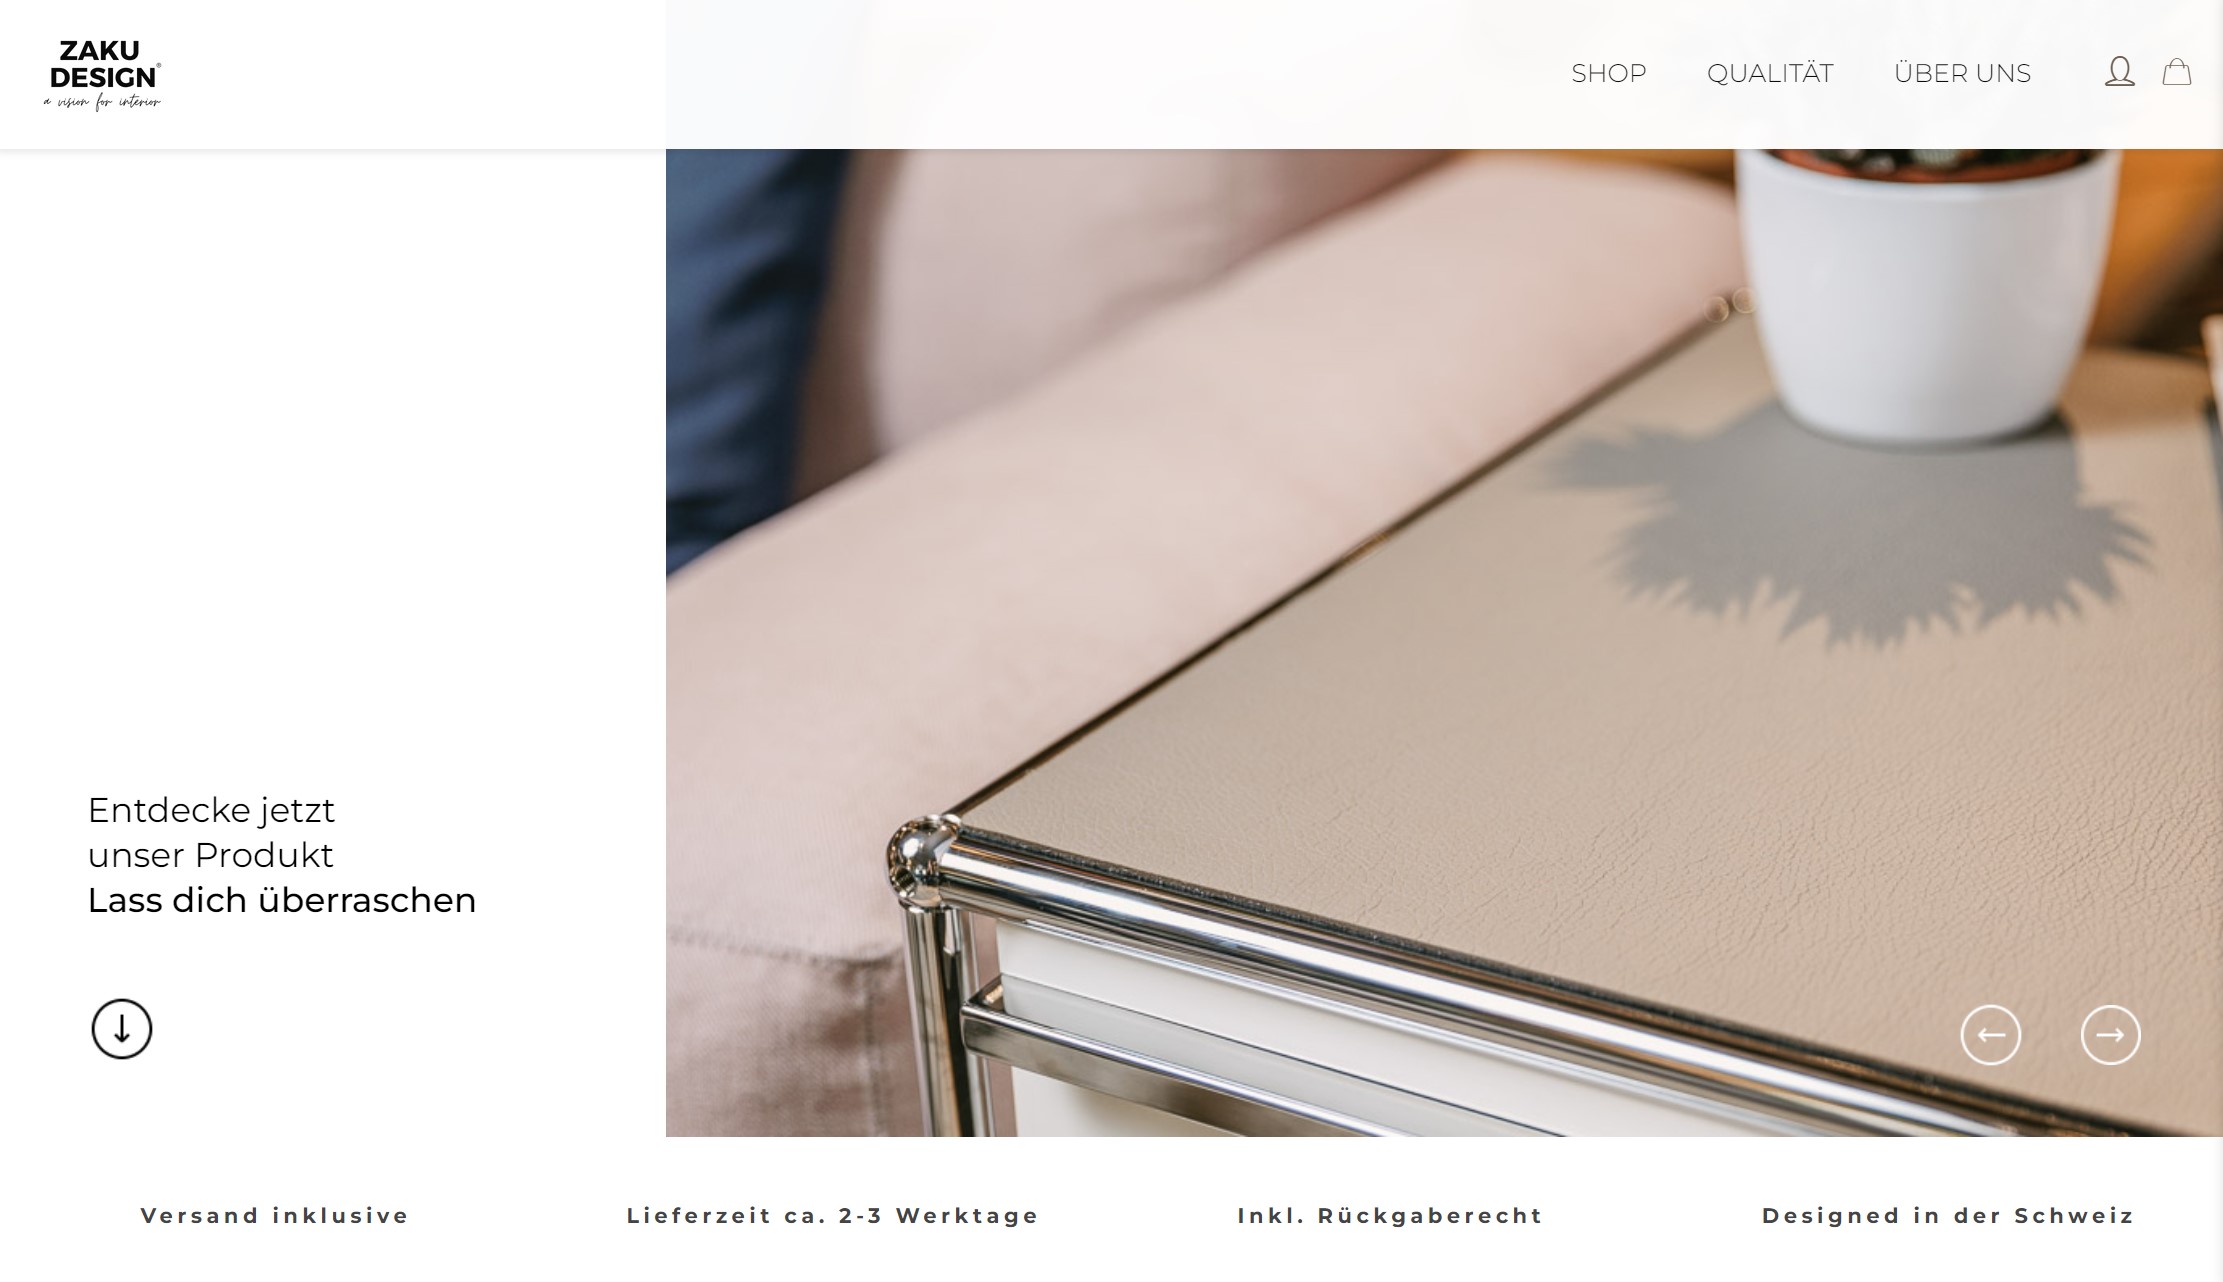 ZAKU
DESIGN®
a vision for interior
SHOP QUALITÄT ÜBER UNS
Entdecke jetzt
unser Produkt
Lass dich überraschen
Versand inklusive Lieferzeit ca. 2-3 Werktage Inkl. Rückgaberecht Designed in der Schweiz